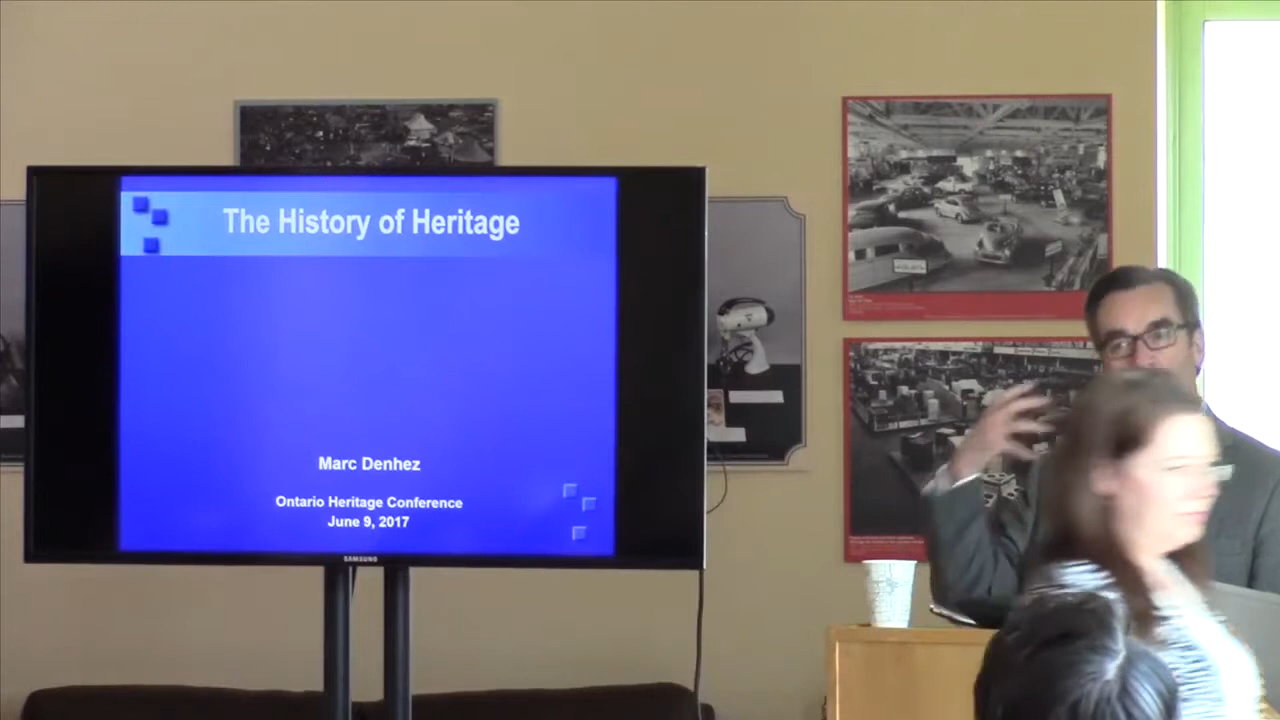 The History of Heritage
Marc Denhez
Ontario Heritage Conference
June 9, 2017
SAMSUNG